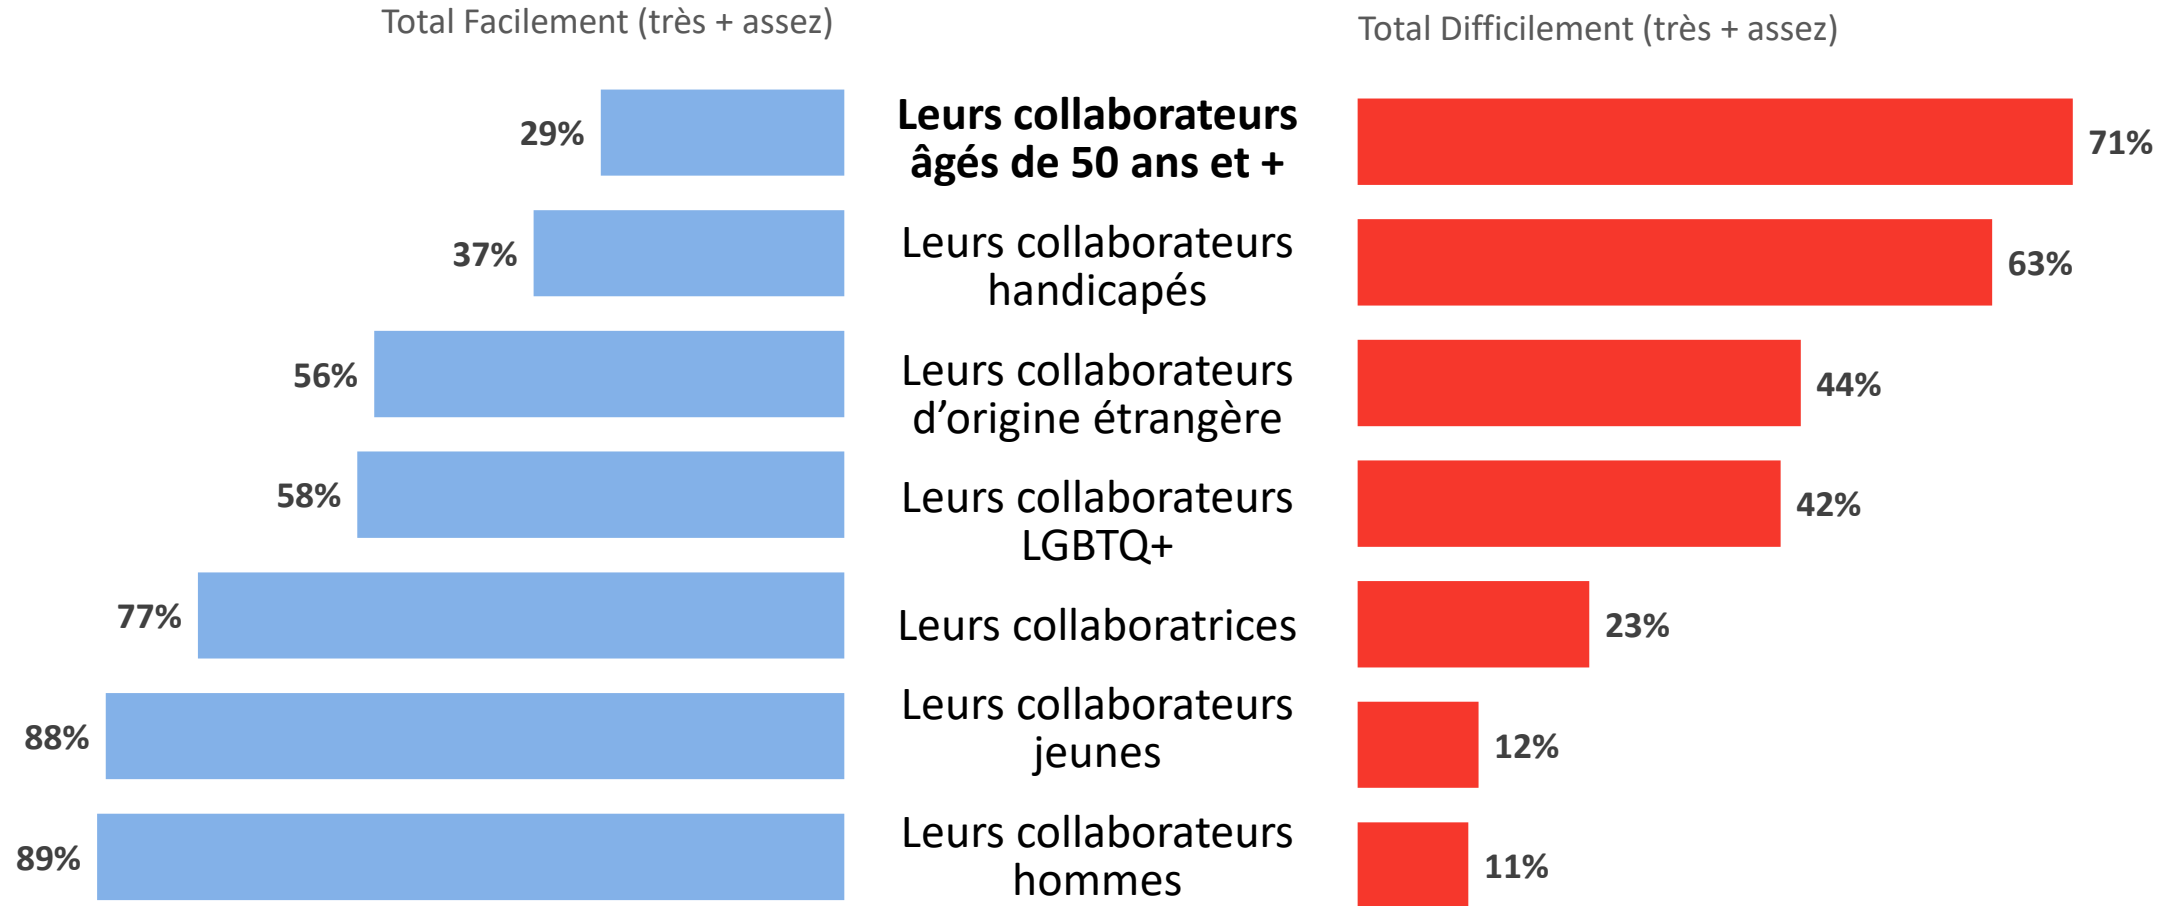 Total Facilement (très + assez)
Total Difficilement (très + assez)
29%
Leurs collaborateurs
âgés de 50 ans et +
71%
37%
Leurs collaborateurs
handicapés
63%
56%
Leurs collaborateurs
d’origine étrangère
44%
58%
Leurs collaborateurs
LGBTQ+
42%
77%
Leurs collaboratrices
23%
88%
Leurs collaborateurs
jeunes
12%
89%
Leurs collaborateurs
hommes
11%